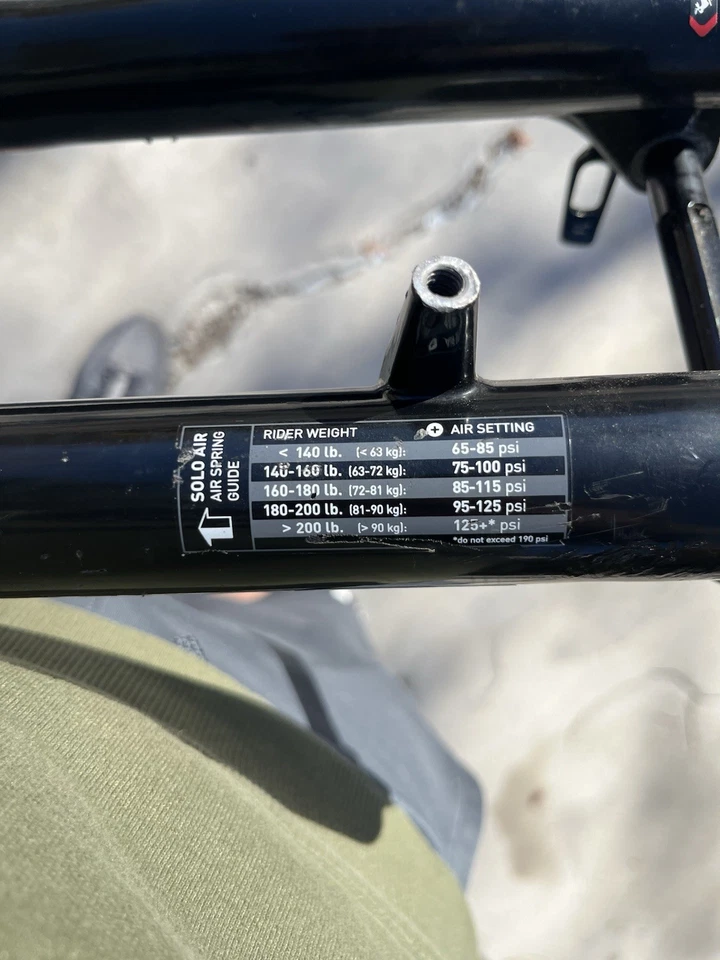 SOLO AIR
AIR SPRING
GUIDE
RIDER WEIGHT + AIR SETTING
< 140 lb. (< 63 kg): 65-85 psi
140-160 lb. (63-72 kg): 75-100 psi
160-180 lb. (72-81 kg): 85-115 psi
180-200 lb. (81-90 kg): 95-125 psi
> 200 lb. (> 90 kg): 125+* psi
*do not exceed 190 psi